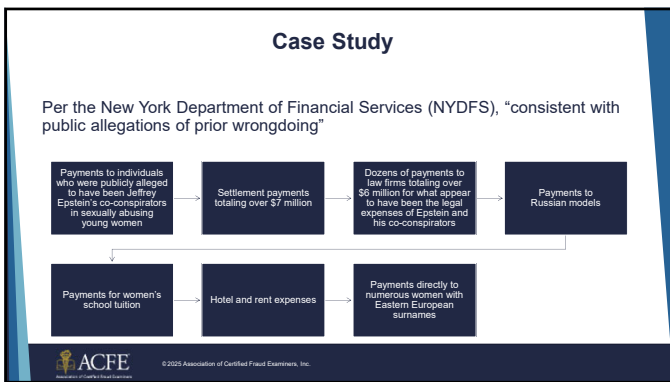 Case Study
Per the New York Department of Financial Services (NYDFS), “consistent with
public allegations of prior wrongdoing”
Payments to individuals
who were publicly alleged
to have been Jeffrey
Epstein’s co-conspirators
in sexually abusing
young women
Settlement payments
totaling over $7 million
Dozens of payments to
law firms totaling over
$6 million for what appear
to have been the legal
expenses of Epstein and
his co-conspirators
Payments to
Russian models
Payments for women’s
school tuition
Hotel and rent expenses
Payments directly to
numerous women with
Eastern European
surnames
ACFE
Association of Certified Fraud Examiners
©2025 Association of Certified Fraud Examiners, Inc.